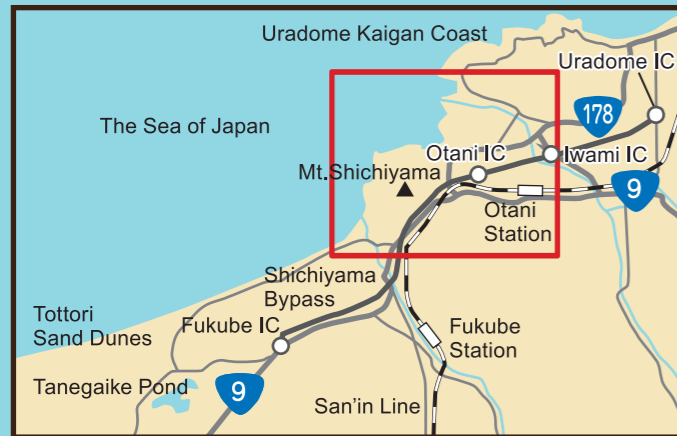 Uradome Kaigan Coast
Uradome IC
The Sea of Japan
178
Otani IC
Iwami IC
Mt.Shichiyama
9
Otani
Station
Shichiyama
Bypass
Tottori
Sand Dunes
Fukube IC
Fukube
Station
Tanegaike Pond
9
San'in Line